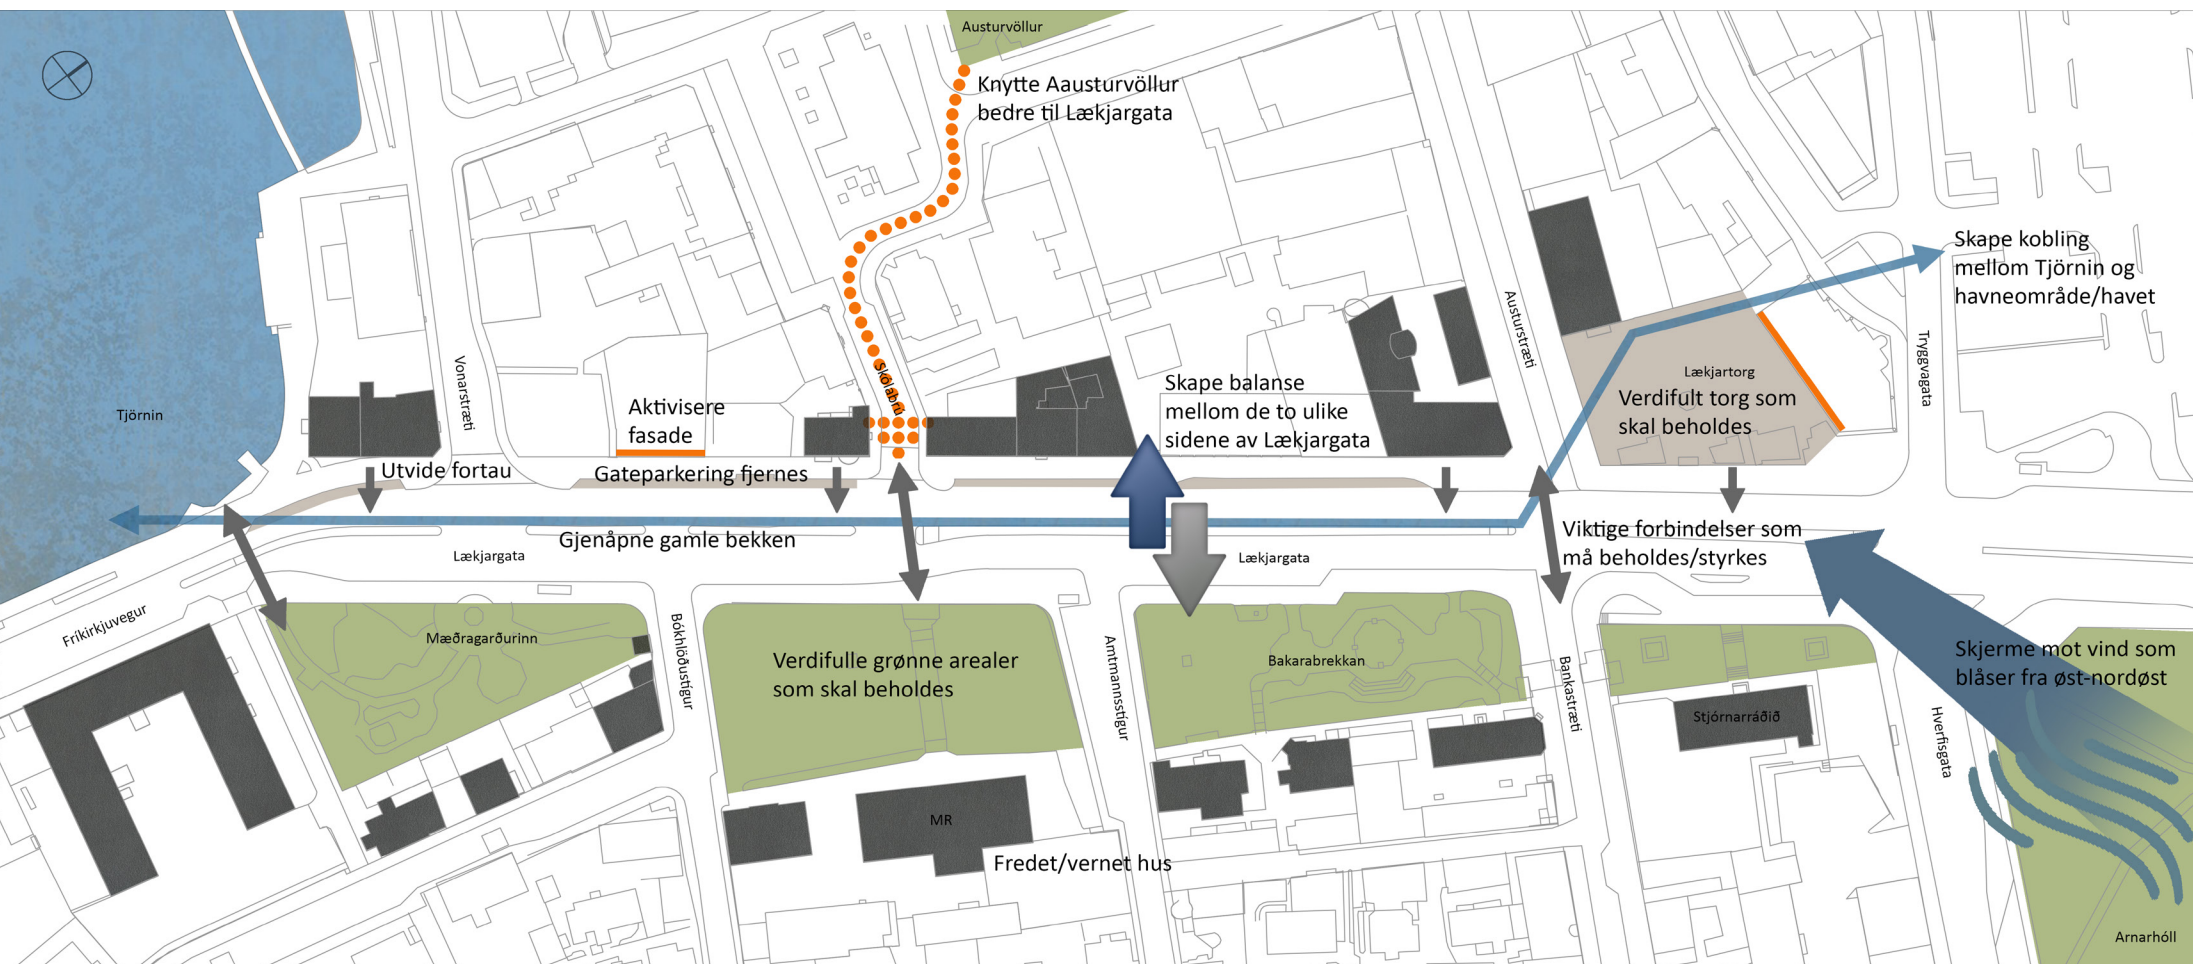 Austurvöllur
Knytte Aausturvöllur
bedre til Lækjargata
Skape kobling
mellom Tjörnin og
havneområde/havet
Austurstræti
Tryggvagata
Vonarstræti
Skólabrú
Lækjartorg
Verdifult torg som
skal beholdes
Skape balanse
mellom de to ulike
sidene av Lækjargata
Aktivisere
fasade
Tjörnin
Utvide fortau
Gateparkering fjernes
Gjenåpne gamle bekken
Viktige forbindelser som
må beholdes/styrkes
Lækjargata
Lækjargata
Fríkirkjuvegur
Mæðragarðurinn
Bókhlöðustígur
Verdifulle grønne arealer
som skal beholdes
Amtmannsstígur
Bakarabrekkan
Bankastræti
Skjerme mot vind som
blåser fra øst-nordøst
Stjórnarráðið
Hverfisgata
MR
Fredet/vernet hus
Arnarhóll